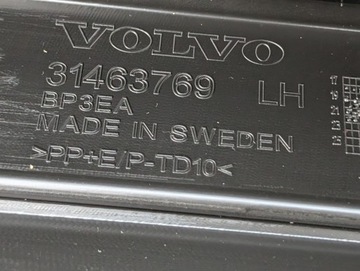 VOLVO
31463769 LH
BP3EA
MADE IN SWEDEN
>PP+E/P-TD10<